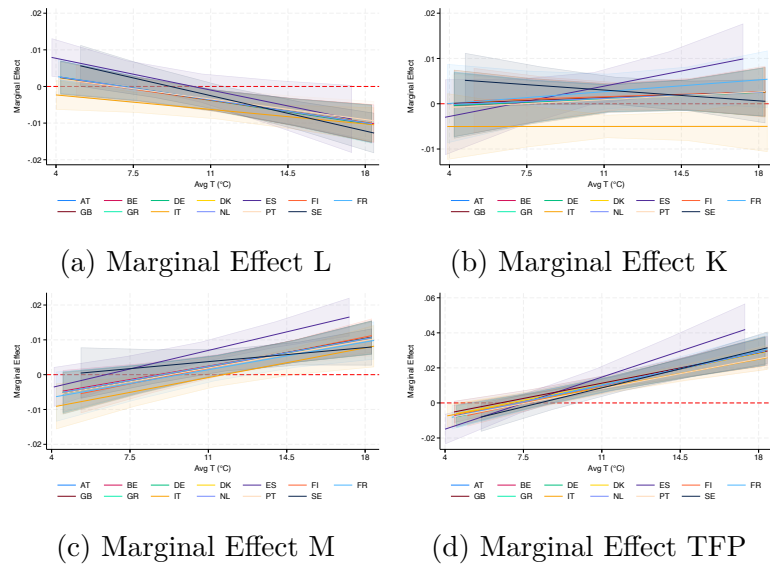 .01
0
-.01
-.02
Marginal Effect
4 7.5 11 14.5 18
Avg T (°C)
AT BE DE DK ES FI FR
GB GR IT NL PT SE
(a) Marginal Effect L
.02
.01
0
-.01
Marginal Effect
4 7.5 11 14.5 18
Avg T (°C)
AT BE DE DK ES FI FR
GB GR IT NL PT SE
(b) Marginal Effect K
.02
.01
0
-.01
-.02
Marginal Effect
4 7.5 11 14.5 18
Avg T (°C)
AT BE DE DK ES FI FR
GB GR IT NL PT SE
(c) Marginal Effect M
.06
.04
.02
0
-.02
Marginal Effect
4 7.5 11 14.5 18
Avg T (°C)
AT BE DE DK ES FI FR
GB GR IT NL PT SE
(d) Marginal Effect TFP